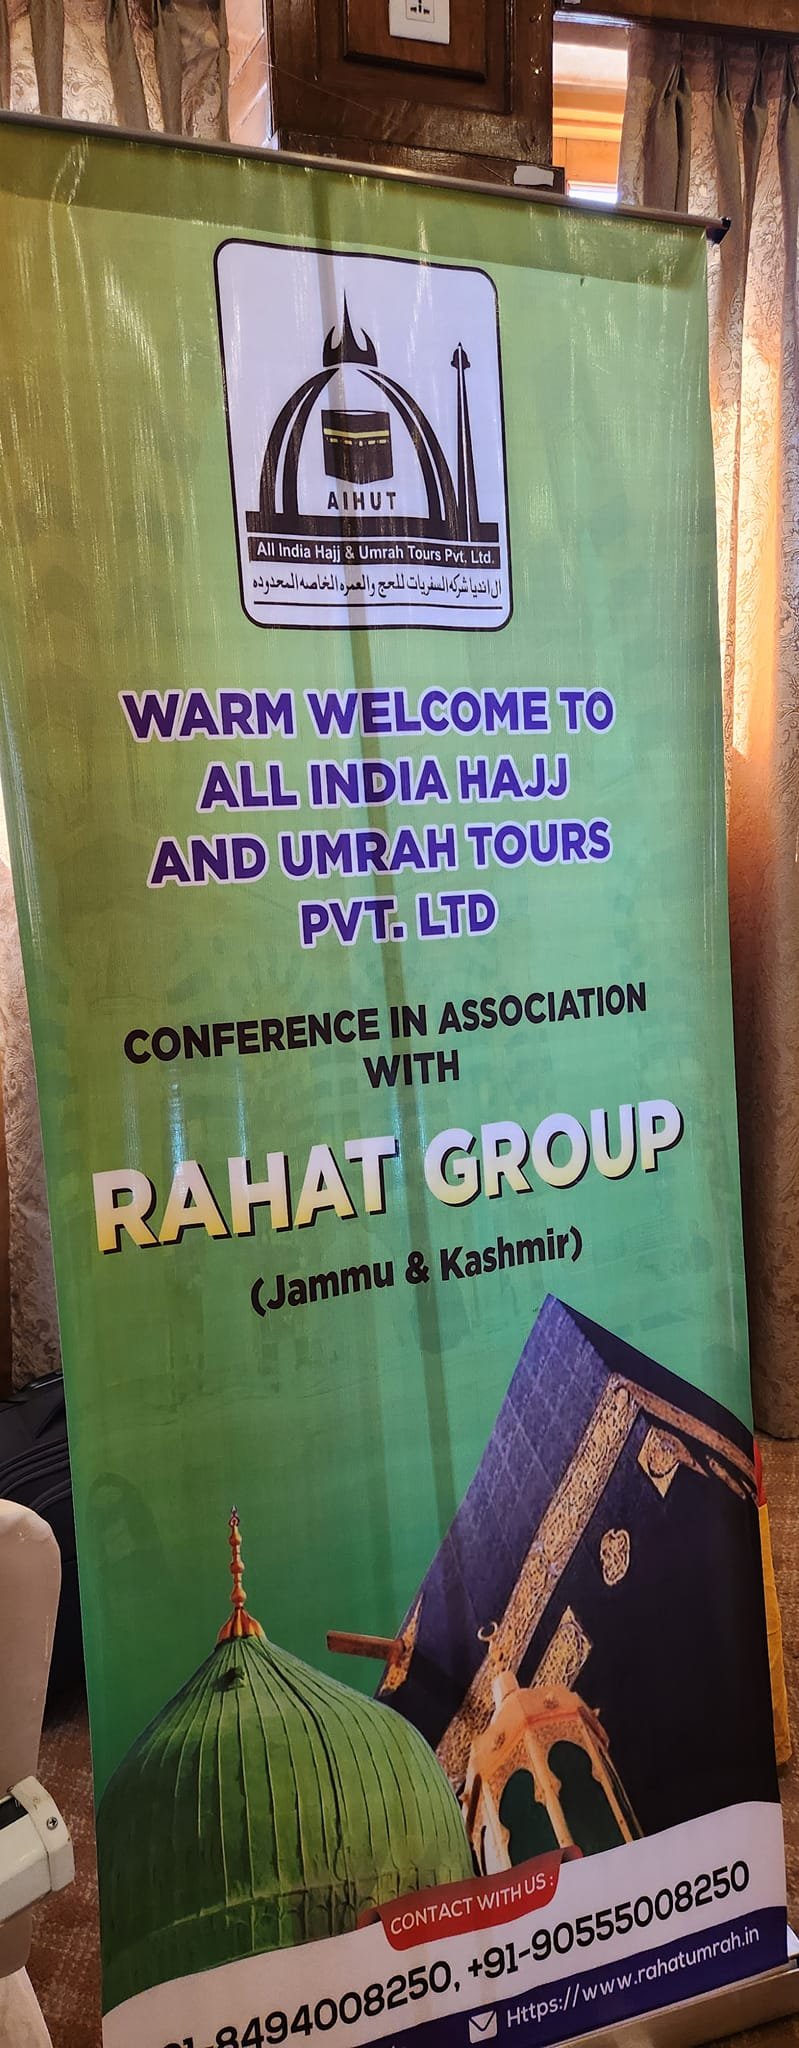 AIHUT
All India Hajj & Umrah Tours Pvt. Ltd.
ال انديا شركه السفريات للحج والعمره الخاصه المحدوده
WARM WELCOME TO
ALL INDIA HAJJ
AND UMRAH TOURS
PVT. LTD
CONFERENCE IN ASSOCIATION
WITH
RAHAT GROUP
(Jammu & Kashmir)
CONTACT WITH US :
1-8494008250, +91-90555008250
Https://www.rahatumrah.in